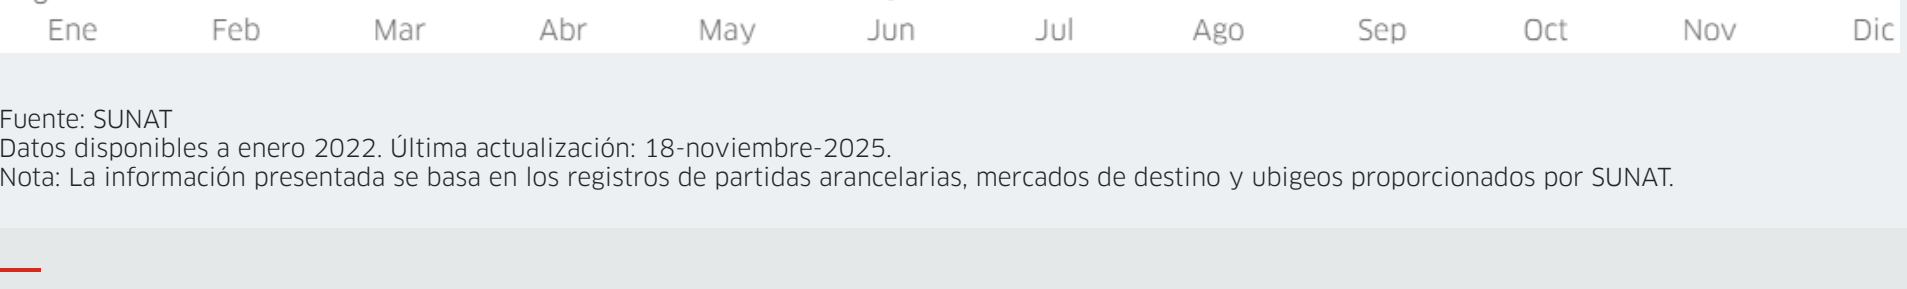 Ene Feb Mar Abr May Jun Jul Ago Sep Oct Nov Dic
Fuente: SUNAT
Datos disponibles a enero 2022. Última actualización: 18-noviembre-2025.
Nota: La información presentada se basa en los registros de partidas arancelarias, mercados de destino y ubigeos proporcionados por SUNAT.